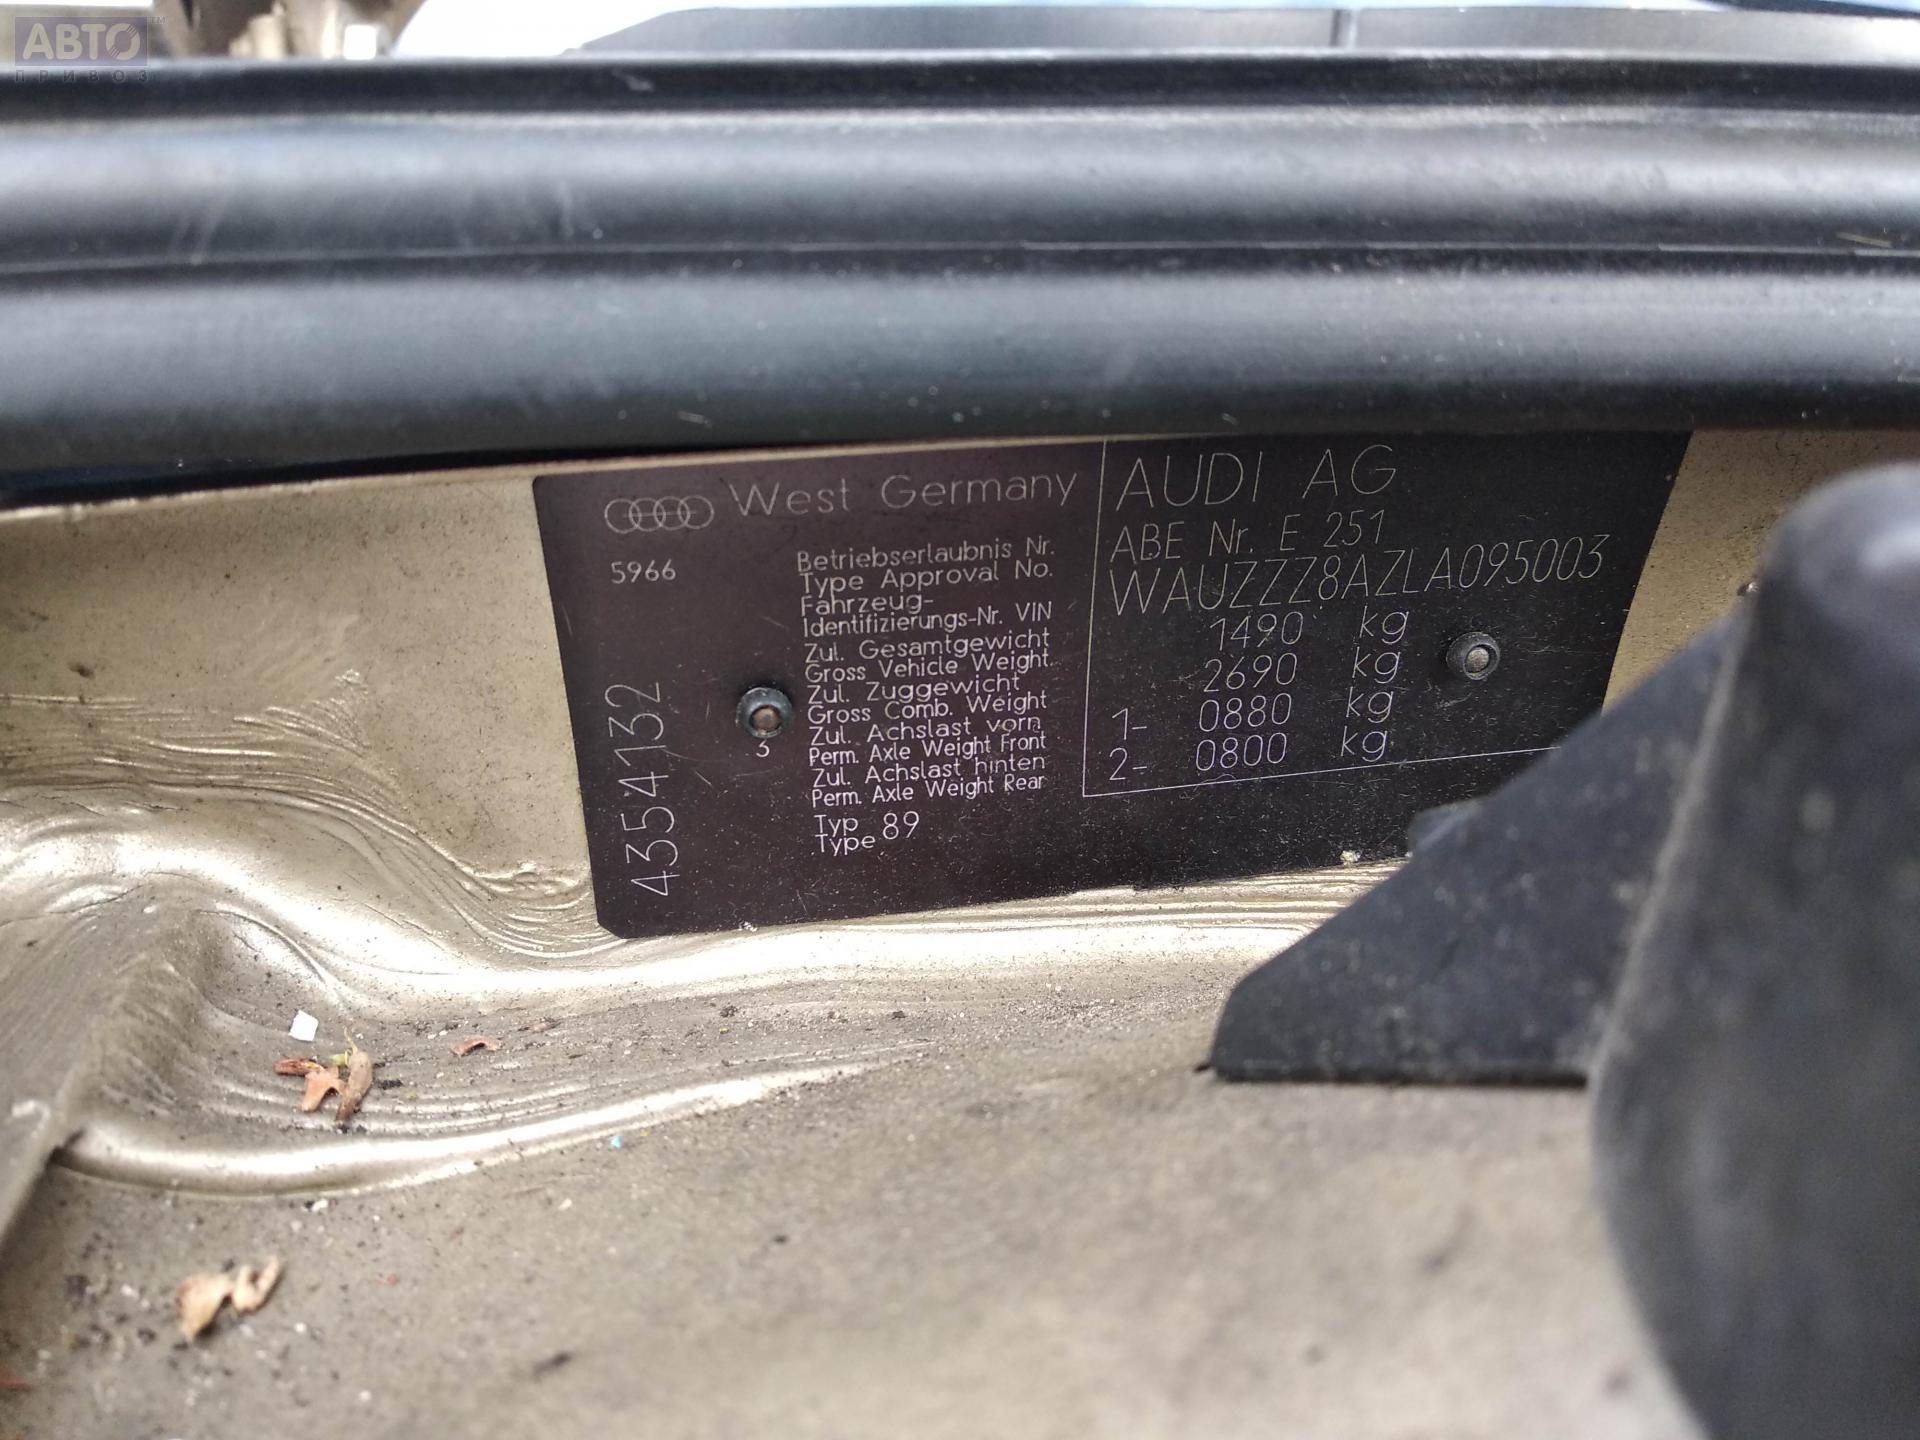 АВТО™
ПРИВОЗ
West Germany
5966
Betriebserlaubnis Nr.
Type Approval No.
Fahrzeug-
Identifizierungs-Nr. VIN
Zul. Gesamtgewicht
Gross Vehicle Weight.
Zul. Zuggewicht
Gross Comb. Weight
Zul. Achslast vorn
Perm. Axle Weight Front
Zul. Achslast hinten
Perm. Axle Weight Rear
Typ
Type 89
4354132
3
AUDI AG
ABE Nr. E 251
WAUZZZ8AZLA095003
1490 kg
2690 kg
1- 0880 kg
2- 0800 kg